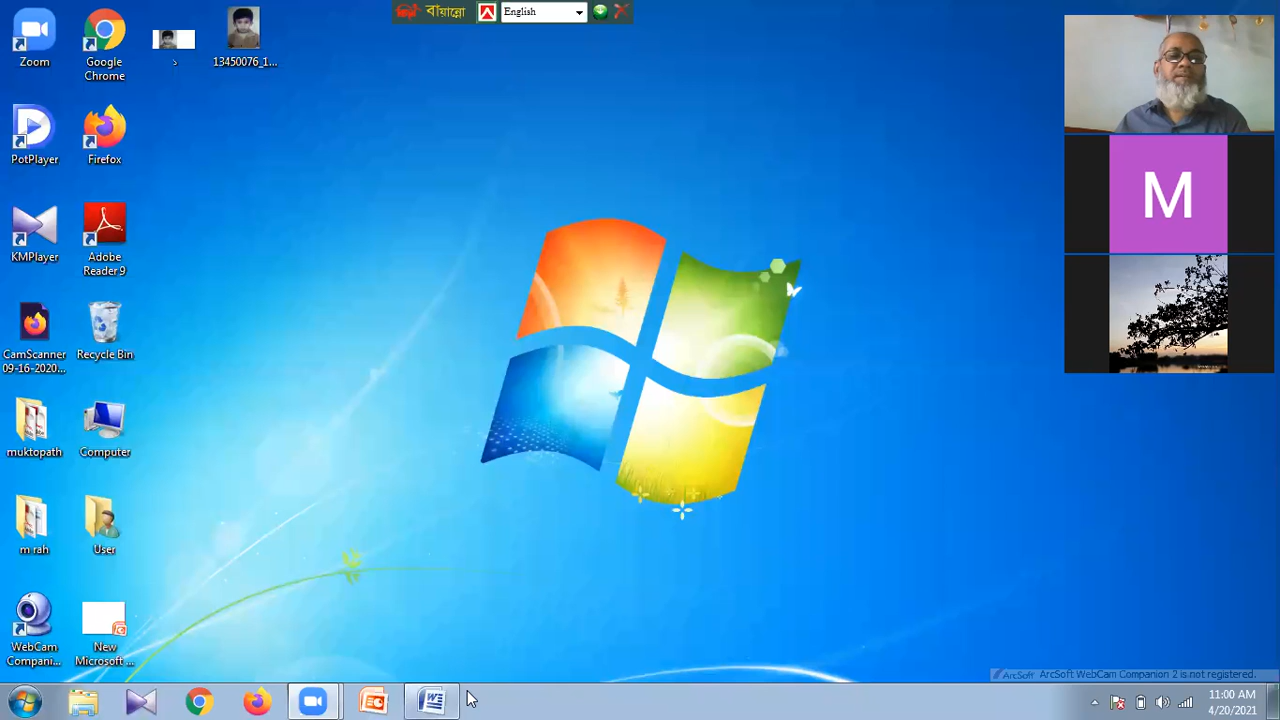 বায়ান্নো
English
Zoom
Google
Chrome
১
13450076_1...
PotPlayer
Firefox
KMPlayer
Adobe
Reader 9
CamScanner
09-16-2020...
Recycle Bin
muktopath
Computer
m rah
User
WebCam
Compani...
New
Microsoft ...
M
ArcSoft ArcSoft WebCam Companion 2 is not registered.
11:00 AM
4/20/2021